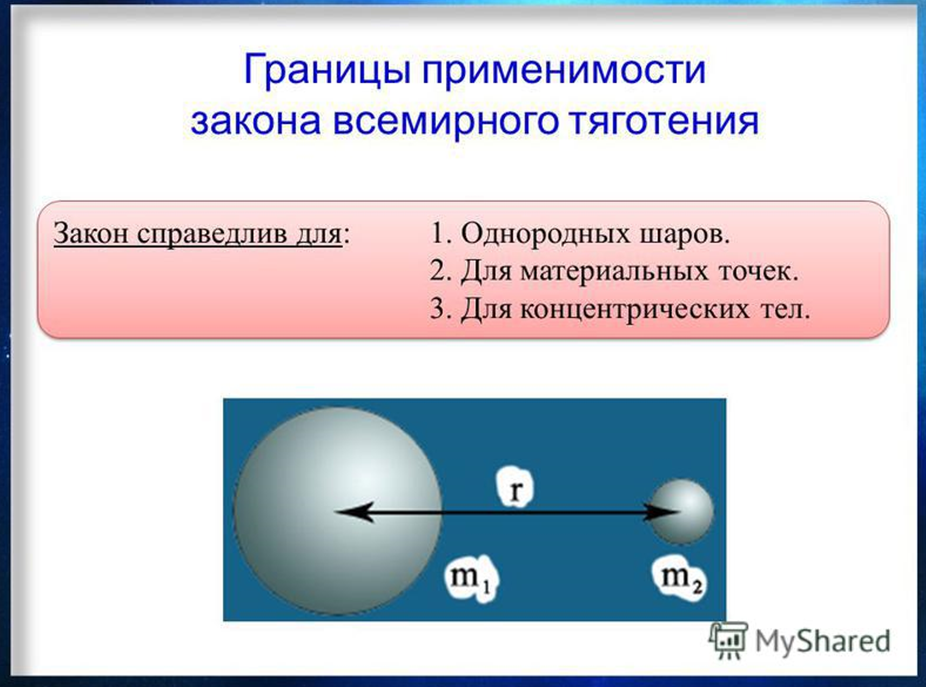 Границы применимости
закона всемирного тяготения
Закон справедлив для: 1. Однородных шаров.
2. Для материальных точек.
3. Для концентрических тел.
r
m₁ m₂
MyShared